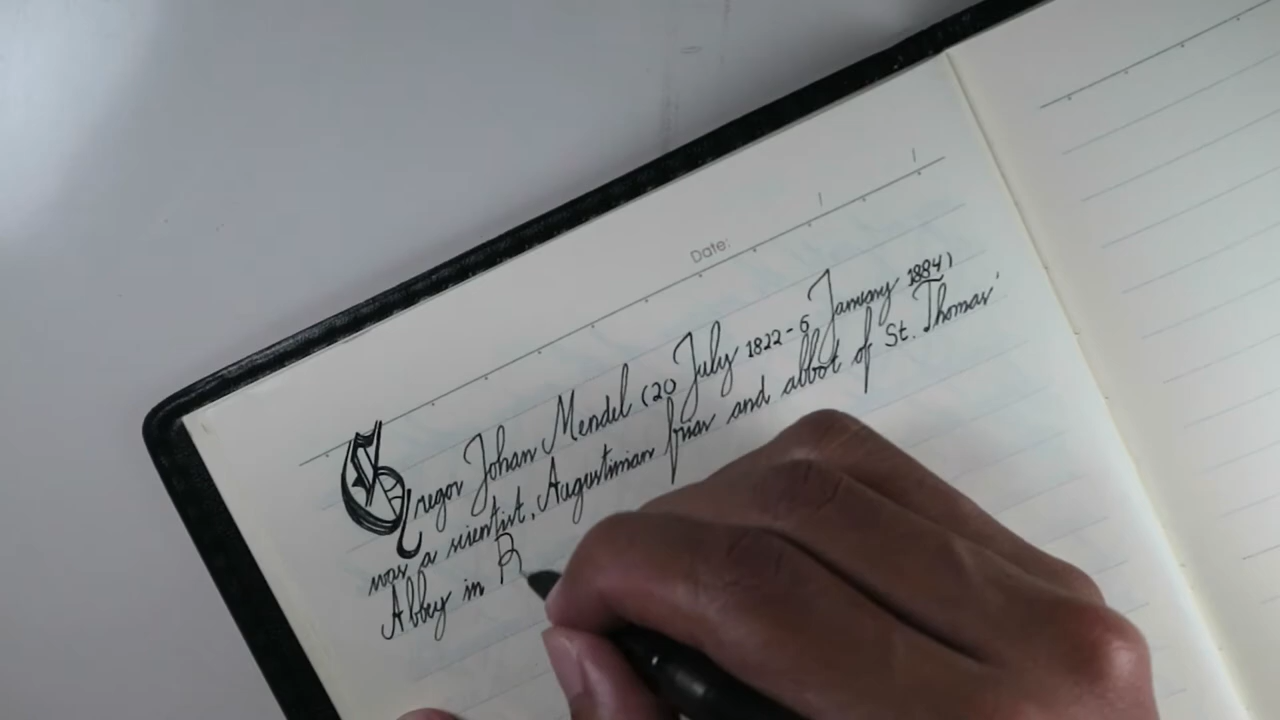 Date:
Gregor Johan Mendel (20 July 1822 - 6 January 1884)
was a scientist, Augustinian friar and abbot of St. Thomas'
Abbey in B